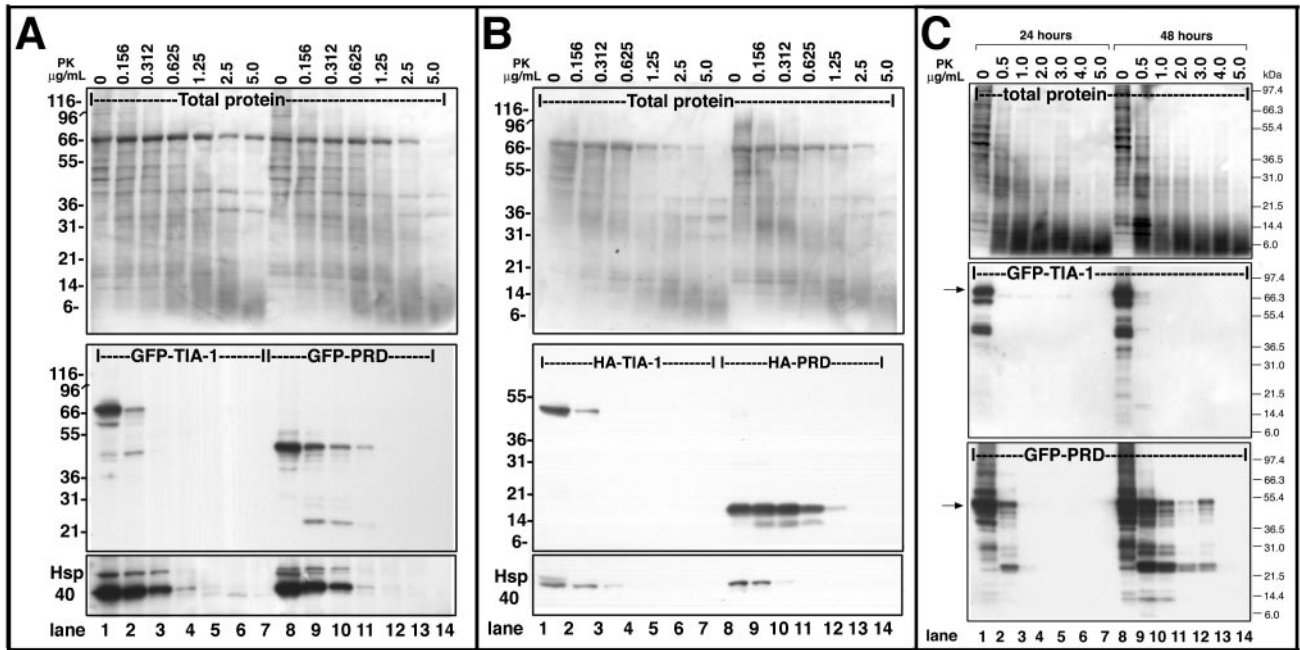 A
PK
µg/mL
0 0.156 0.312 0.625 1.25 2.5 5.0 0 0.156 0.312 0.625 1.25 2.5 5.0
I----Total protein--------------------I
116-
96
66-
55-
36-
31-
21-
14-
6-
I-----GFP-TIA-1-------II-----GFP-PRD------I
116-
96
66-
55-
36-
31-
21-
Hsp
40
lane 1 2 3 4 5 6 7 8 9 10 11 12 13 14
B
PK
µg/mL
0 0.156 0.312 0.625 1.25 2.5 5.0 0 0.156 0.312 0.625 1.25 2.5 5.0
I--------Total protein--------------------I
116-
96
66-
55-
36-
31-
21-
14-
6-
I-----HA-TIA-1-------I I-----HA-PRD--------I
55-
36-
31-
21-
14-
6-
Hsp
40
lane 1 2 3 4 5 6 7 8 9 10 11 12 13 14
C
24 hours 48 hours
PK
µg/mL
0 0.5 1.0 2.0 3.0 4.0 5.0 0 0.5 1.0 2.0 3.0 4.0 5.0
kDa
I----total protein------------------I
97.4
66.3
55.4
36.5
31.0
21.5
14.4
6.0
I----GFP-TIA-1--------------------I
97.4
66.3
55.4
36.5
31.0
21.5
14.4
6.0
I------GFP-PRD--------------------I
97.4
66.3
55.4
36.5
31.0
21.5
14.4
6.0
lane 1 2 3 4 5 6 7 8 9 10 11 12 13 14